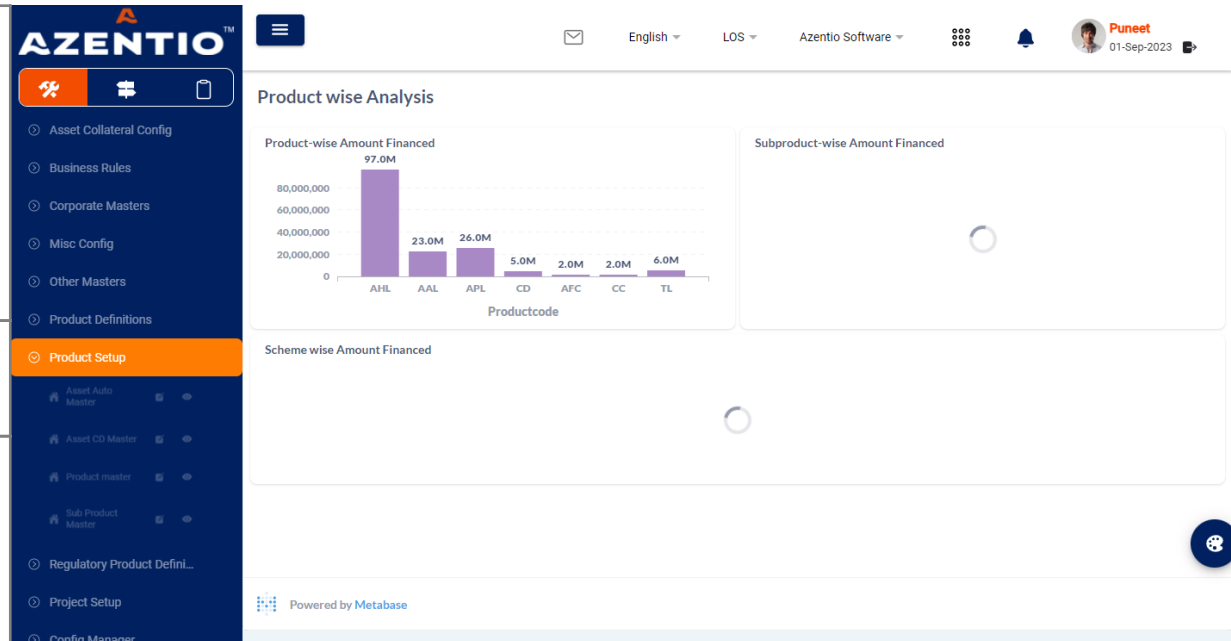 AZENTIO™
English
LOS
Azentio Software
Puneet
01-Sep-2023
Asset Collateral Config
Business Rules
Corporate Masters
Misc Config
Other Masters
Product Definitions
Product Setup
Asset Auto
Master
Asset CD Master
Product master
Sub Product
Master
Regulatory Product Defini...
Project Setup
Config Manager
Product wise Analysis
Product-wise Amount Financed
97.0M
80,000,000
60,000,000
40,000,000
20,000,000
0
23.0M
26.0M
5.0M
2.0M
2.0M
6.0M
AHL
AAL
APL
CD
AFC
CC
TL
Productcode
Subproduct-wise Amount Financed
Scheme wise Amount Financed
Powered by Metabase